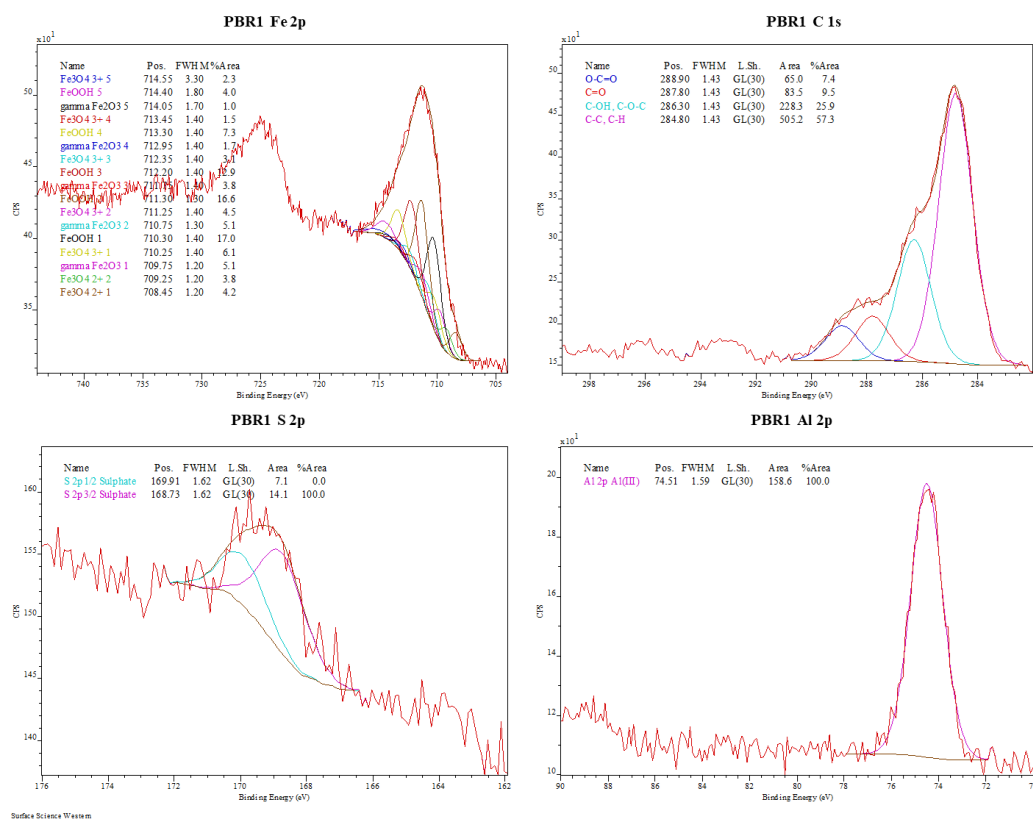 PBR1 Fe 2p
x10¹
Name Pos. FWHM %Area
Fe3O4 3+ 5 714.55 3.30 2.3
FeOOH 5 714.40 1.80 4.0
gamma Fe2O3 5 714.05 1.70 1.0
Fe3O4 3+ 4 713.45 1.40 1.5
FeOOH 4 713.30 1.40 7.3
gamma Fe2O3 4 712.95 1.40 1.7
Fe3O4 3+ 3 712.35 1.40 3.1
FeOOH 3 712.20 1.40 12.9
gamma Fe2O3 3 3.8
FeOOH 711.30 1.30 16.6
Fe3O4 3+ 2 711.25 1.40 4.5
gamma Fe2O3 2 710.75 1.30 5.1
FeOOH 1 710.30 1.40 17.0
Fe3O4 3+ 1 710.25 1.40 6.1
gamma Fe2O3 1 709.75 1.20 5.1
Fe3O4 2+ 2 709.25 1.20 3.8
Fe3O4 2+ 1 708.45 1.20 4.2
50
45
40
35
CPS
740 735 730 725 720 715 710 705
Binding Energy (eV)
PBR1 C 1s
x10¹
Name Pos. FWHM L.Sh. Area %Area
O-C=O 288.90 1.43 GL(30) 65.0 7.4
C=O 287.80 1.43 GL(30) 83.5 9.5
C-OH, C-O-C 286.30 1.43 GL(30) 228.3 25.9
C-C, C-H 284.80 1.43 GL(30) 505.2 57.3
50
45
40
35
30
25
20
15
CPS
298 296 294 292 290 288 286 284
Binding Energy (eV)
PBR1 S 2p
Name Pos. FWHM L.Sh. Area %Area
S 2p1/2 Sulphate 169.91 1.62 GL(30) 7.1 0.0
S 2p3/2 Sulphate 168.73 1.62 GL(30) 14.1 100.0
160
155
150
145
140
CPS
176 174 172 170 168 166 164 162
Binding Energy (eV)
PBR1 Al 2p
x10¹
Name Pos. FWHM L.Sh. Area %Area
Al 2p Al(III) 74.51 1.59 GL(30) 158.6 100.0
20
18
16
14
12
10
CPS
90 88 86 84 82 80 78 76 74 72
Binding Energy (eV)
Surface Science Western